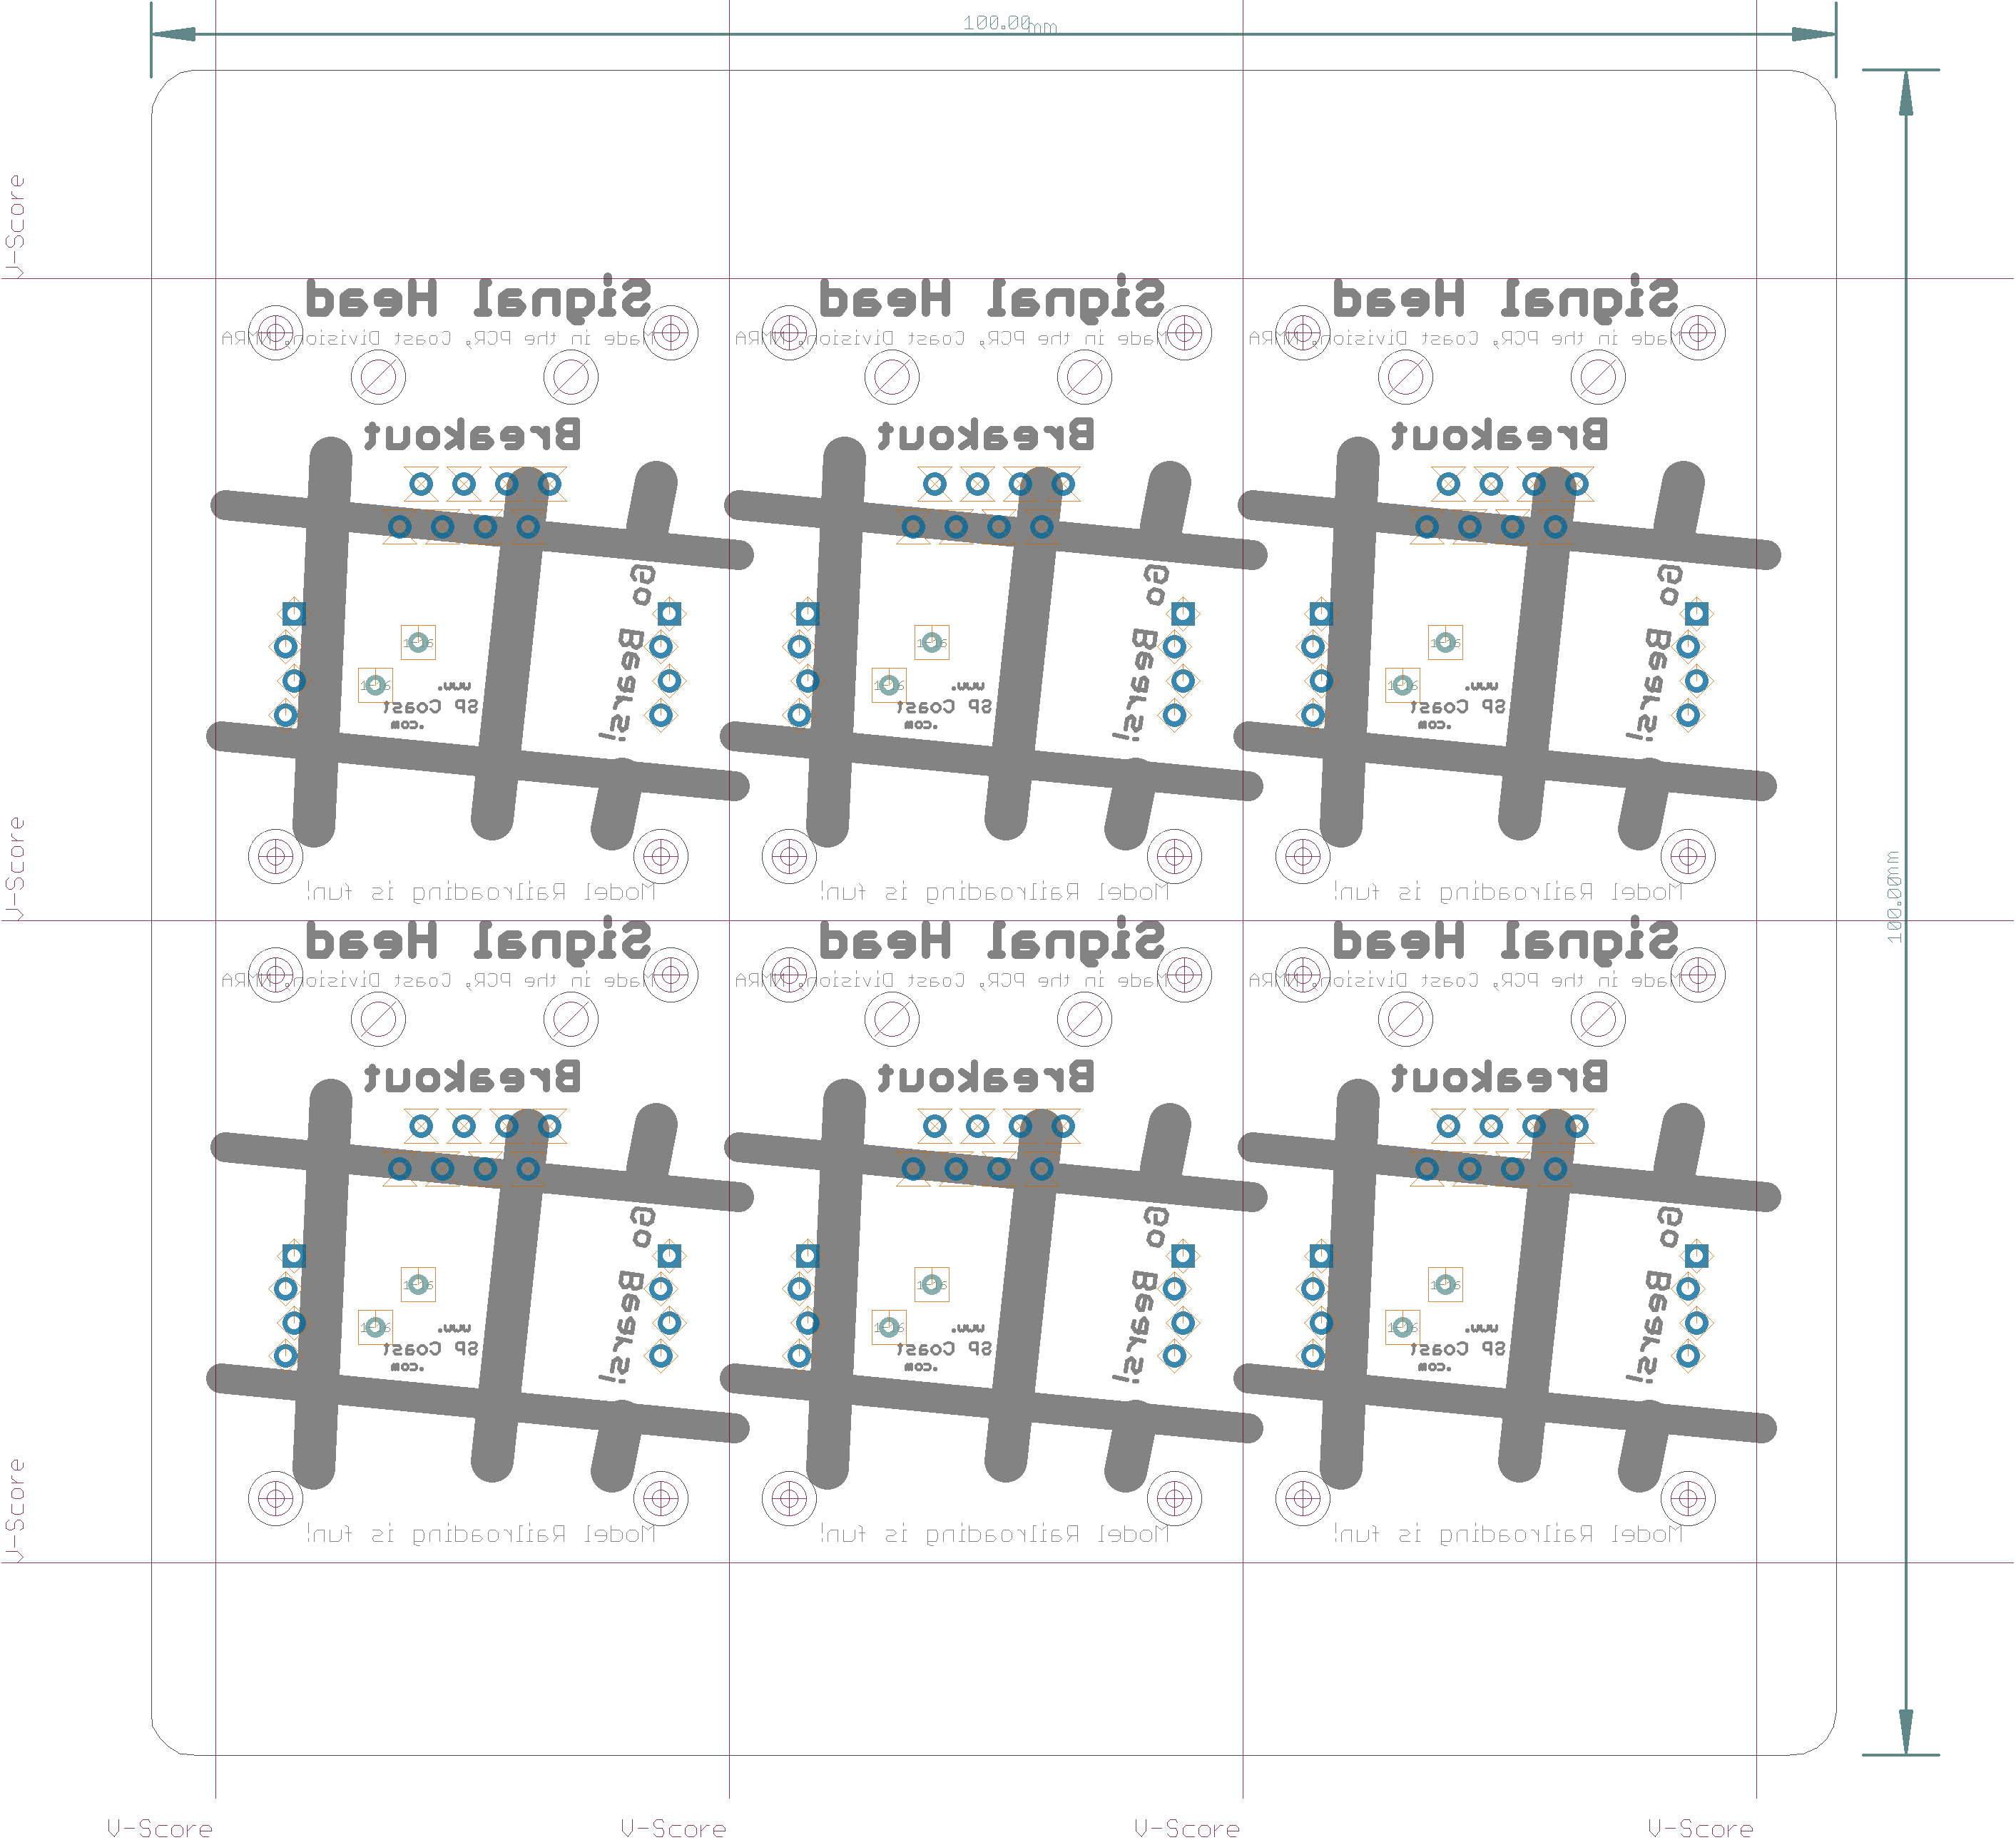 100.00mm
V-Score
Signal Head
Signal Head
Signal Head
Made in the PCR, Coast Division, NMRA
Made in the PCR, Coast Division, NMRA
Made in the PCR, Coast Division, NMRA
Breakout
Breakout
Breakout
Go Bears!
Go Bears!
Go Bears!
www.
SP Coast
.com
www.
SP Coast
.com
www.
SP Coast
.com
100.00mm
V-Score
Model Railroading is fun!
Model Railroading is fun!
Model Railroading is fun!
Signal Head
Signal Head
Signal Head
Made in the PCR, Coast Division, NMRA
Made in the PCR, Coast Division, NMRA
Made in the PCR, Coast Division, NMRA
Breakout
Breakout
Breakout
Go Bears!
Go Bears!
Go Bears!
www.
SP Coast
.com
www.
SP Coast
.com
www.
SP Coast
.com
V-Score
Model Railroading is fun!
Model Railroading is fun!
Model Railroading is fun!
V-Score
V-Score
V-Score
V-Score